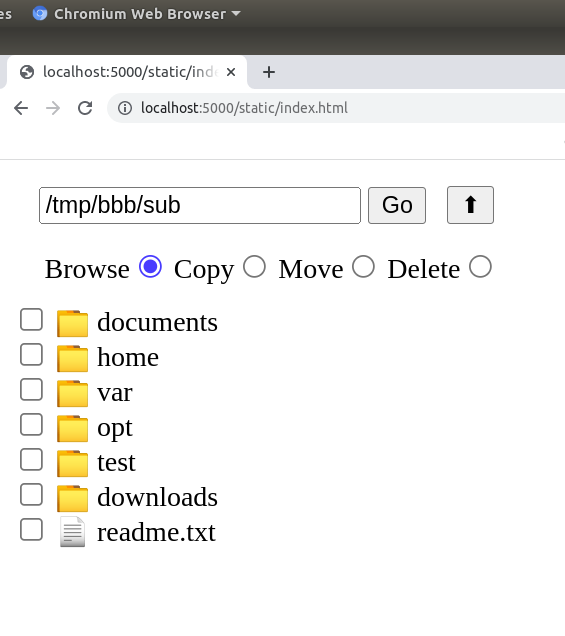 es Chromium Web Browser
localhost:5000/static/ind
localhost:5000/static/index.html
/tmp/bbb/sub Go
Browse Copy Move Delete
documents
home
var
opt
test
downloads
readme.txt